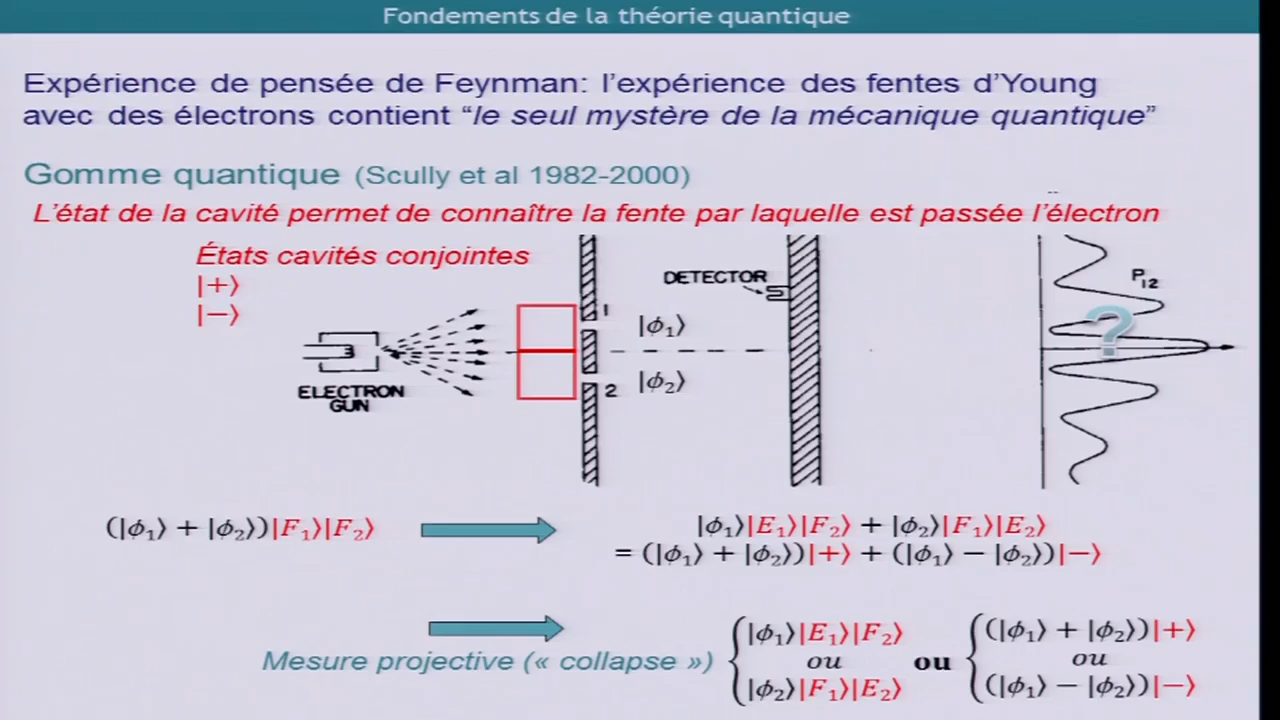 Fondements de la théorie quantique
Expérience de pensée de Feynman: l’expérience des fentes d’Young
avec des électrons contient “le seul mystère de la mécanique quantique”
Gomme quantique (Scully et al 1982-2000)
L’état de la cavité permet de connaître la fente par laquelle est passée l’électron
États cavités conjointes
|+⟩
|−⟩
ELECTRON
GUN
1
2
|ϕ₁⟩
|ϕ₂⟩
DETECTOR
P₁₂
?
(|ϕ₁⟩ + |ϕ₂⟩)|F₁⟩|F₂⟩
|ϕ₁⟩|E₁⟩|F₂⟩ + |ϕ₂⟩|F₁⟩|E₂⟩
= (|ϕ₁⟩ + |ϕ₂⟩)|+⟩ + (|ϕ₁⟩ − |ϕ₂⟩)|−⟩
Mesure projective (« collapse »)
|ϕ₁⟩|E₁⟩|F₂⟩
ou
|ϕ₂⟩|F₁⟩|E₂⟩
ou
(|ϕ₁⟩ + |ϕ₂⟩)|+⟩
ou
(|ϕ₁⟩ − |ϕ₂⟩)|−⟩